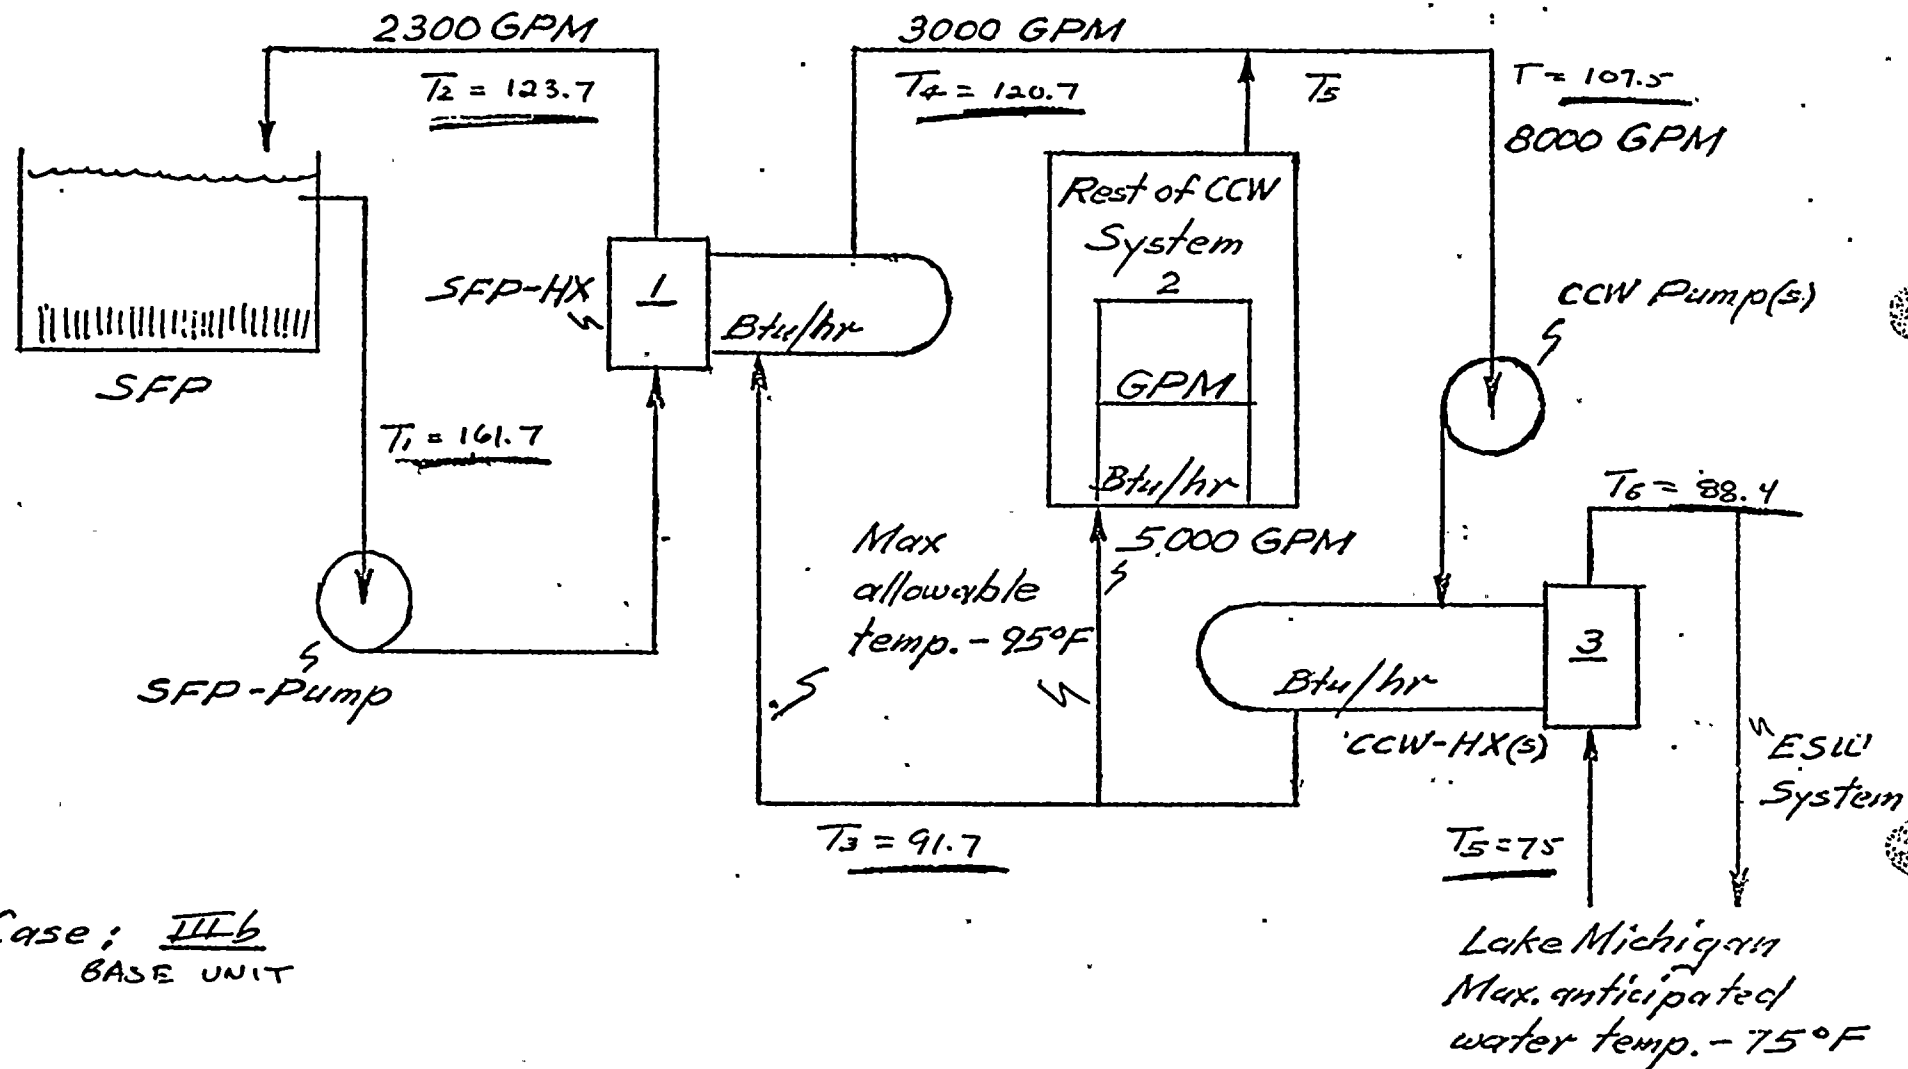 2300 GPM
T2 = 123.7
3000 GPM
T4 = 120.7
T5
T = 107.5
8000 GPM
Rest of CCW
System
2
GPM
Btu/hr
SFP-HX
1
Btu/hr
CCW Pump(s)
SFP
T1 = 161.7
SFP-Pump
Max
allowable
temp. - 95°F
5,000 GPM
T6 = 88.4
3
Btu/hr
CCW-HX(s)
ESW
System
T3 = 91.7
T5 = 75
Case: IIIb
BASE UNIT
Lake Michigan
Max. anticipated
water temp. - 75°F